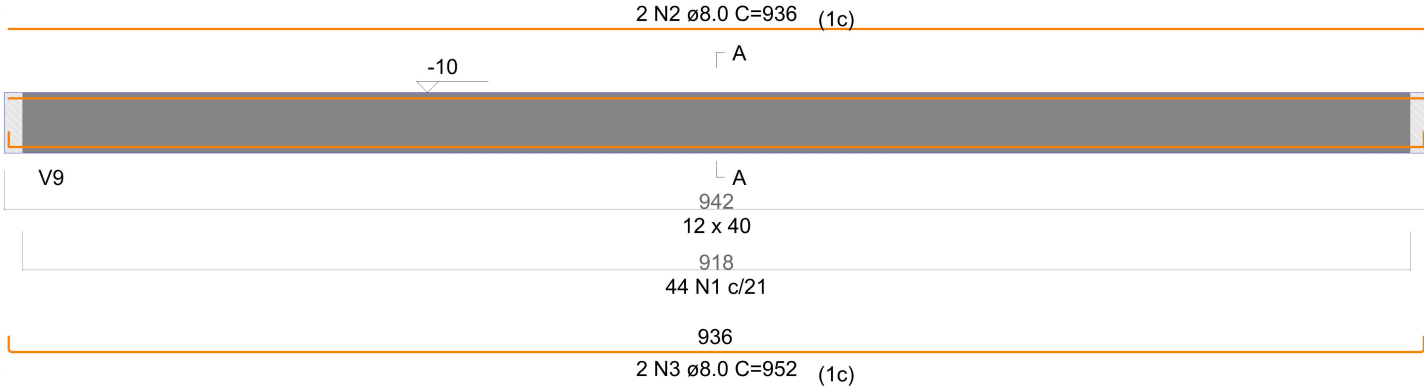 2 N2 ø8.0 C=936 (1c)
A
-10
V9
A
942
12 x 40
918
44 N1 c/21
936
2 N3 ø8.0 C=952 (1c)